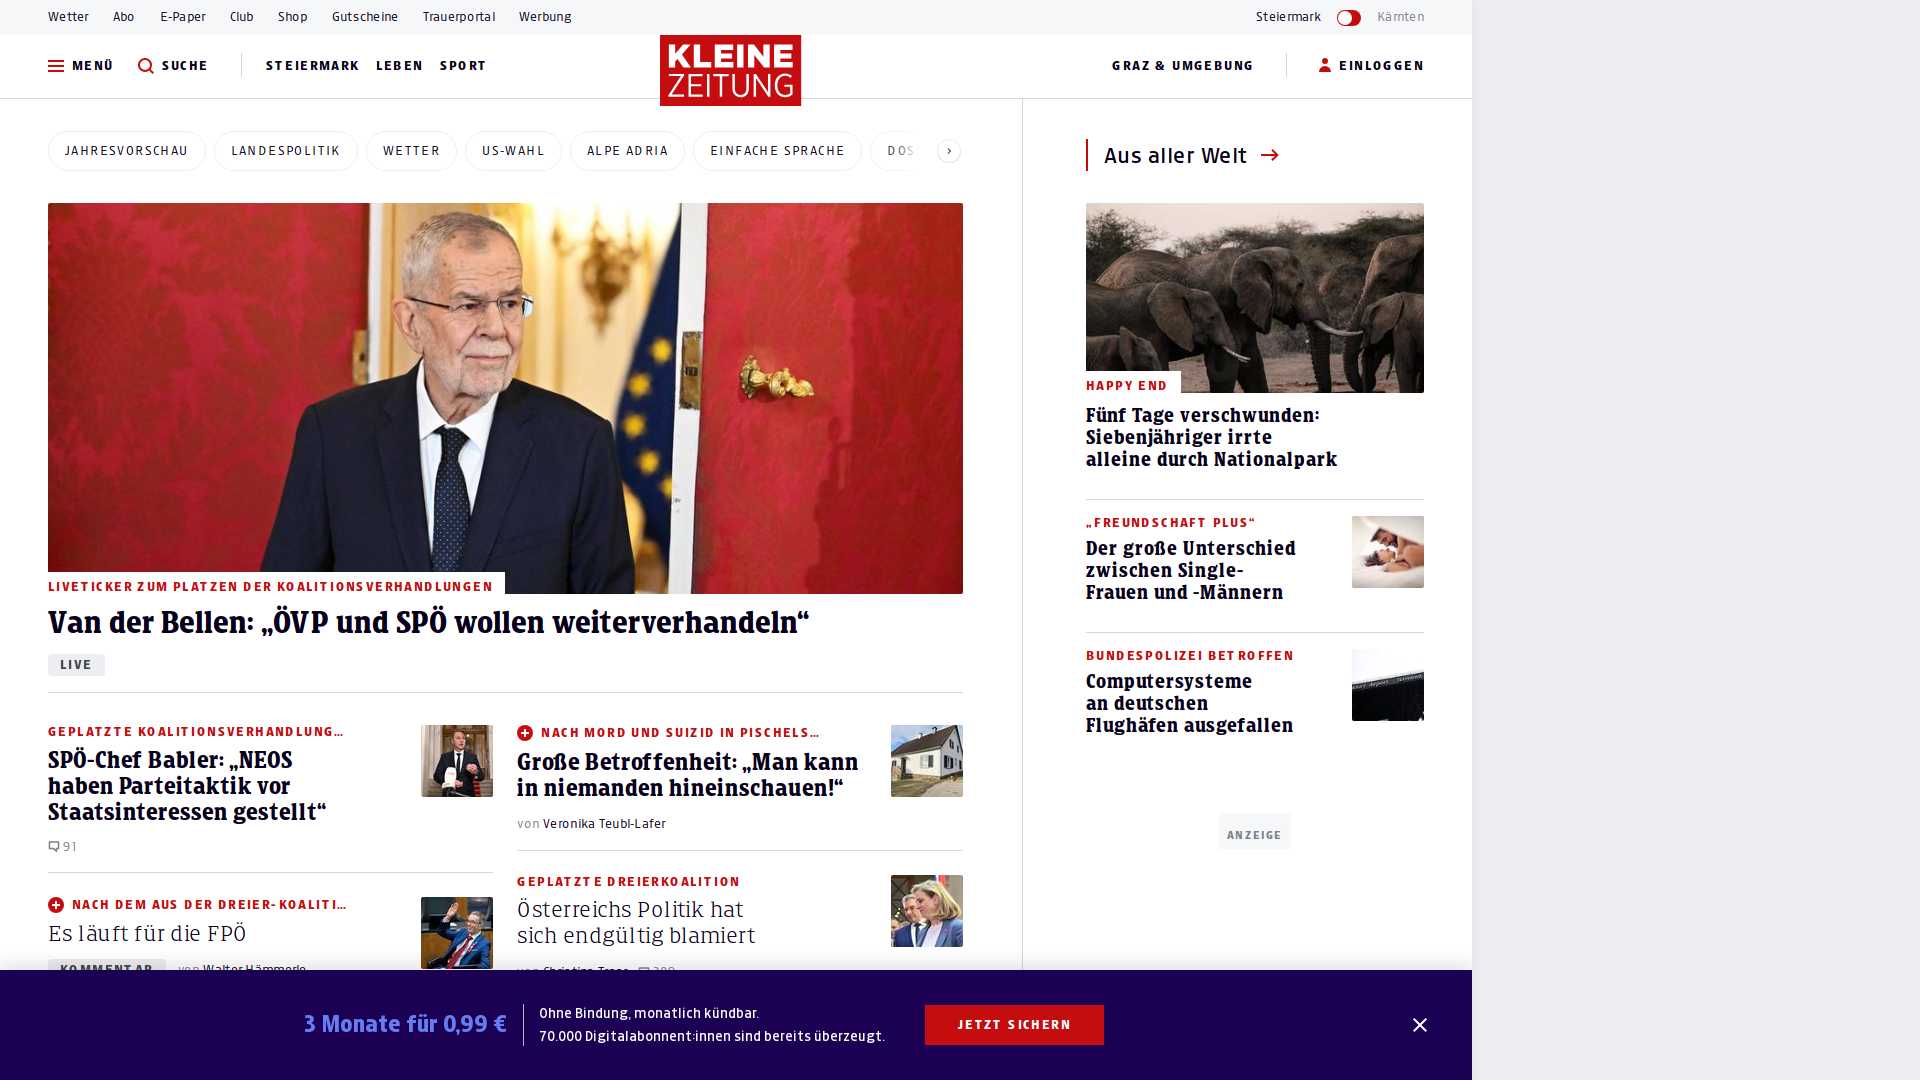 Wetter Abo E-Paper Club Shop Gutscheine Trauerportal Werbung Steiermark Kärnten
MENÜ SUCHE STEIERMARK LEBEN SPORT KLEINE ZEITUNG GRAZ & UMGEBUNG EINLOGGEN
JAHRESVORSCHAU LANDESPOLITIK WETTER US-WAHL ALPE ADRIA EINFACHE SPRACHE DOS
LIVETICKER ZUM PLATZEN DER KOALITIONSVERHANDLUNGEN
Van der Bellen: „ÖVP und SPÖ wollen weiterverhandeln“
LIVE
GEPLATZTE KOALITIONSVERHANDLUNG…
SPÖ-Chef Babler: „NEOS
haben Parteitaktik vor
Staatsinteressen gestellt“
91
NACH DEM AUS DER DREIER-KOALITI…
Es läuft für die FPÖ
KOMMENTAR von Walter Hämmerle
NACH MORD UND SUIZID IN PISCHELS…
Große Betroffenheit: „Man kann
in niemanden hineinschauen!“
von Veronika Teubl-Lafer
GEPLATZTE DREIERKOALITION
Österreichs Politik hat
sich endgültig blamiert
Aus aller Welt
HAPPY END
Fünf Tage verschwunden:
Siebenjähriger irrte
alleine durch Nationalpark
„FREUNDSCHAFT PLUS“
Der große Unterschied
zwischen Single-
Frauen und -Männern
BUNDESPOLIZEI BETROFFEN
Computersysteme
an deutschen
Flughäfen ausgefallen
ANZEIGE
3 Monate für 0,99 €
Ohne Bindung, monatlich kündbar.
70.000 Digitalabonnent:innen sind bereits überzeugt.
JETZT SICHERN